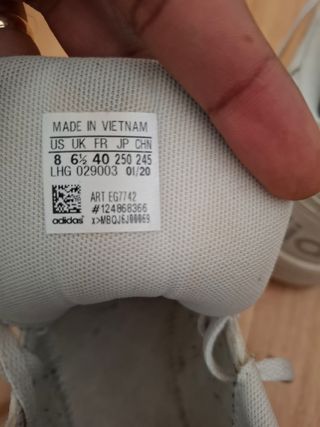 MADE IN VIETNAM
US UK FR JP CHN
8 6½ 40 250 245
LHG 029003 01/20
ART EG7742
#124868366
adidas